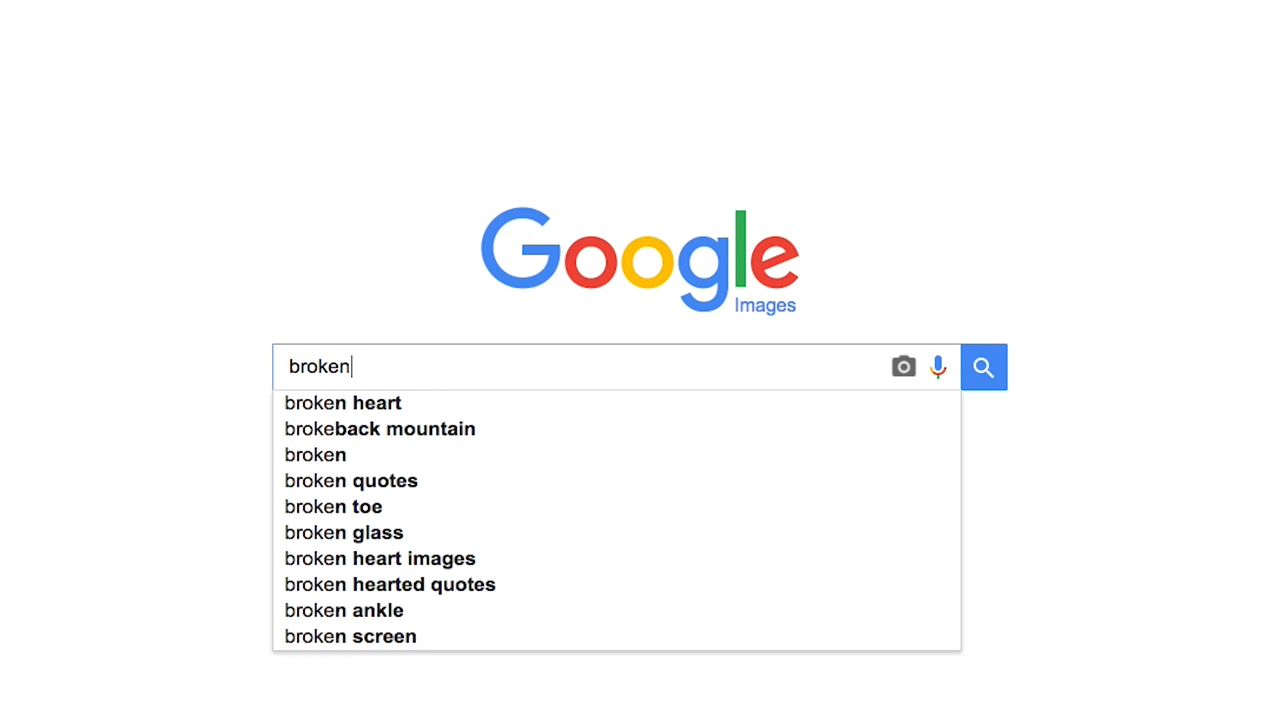 Google
Images
broken
broken heart
brokeback mountain
broken
broken quotes
broken toe
broken glass
broken heart images
broken hearted quotes
broken ankle
broken screen